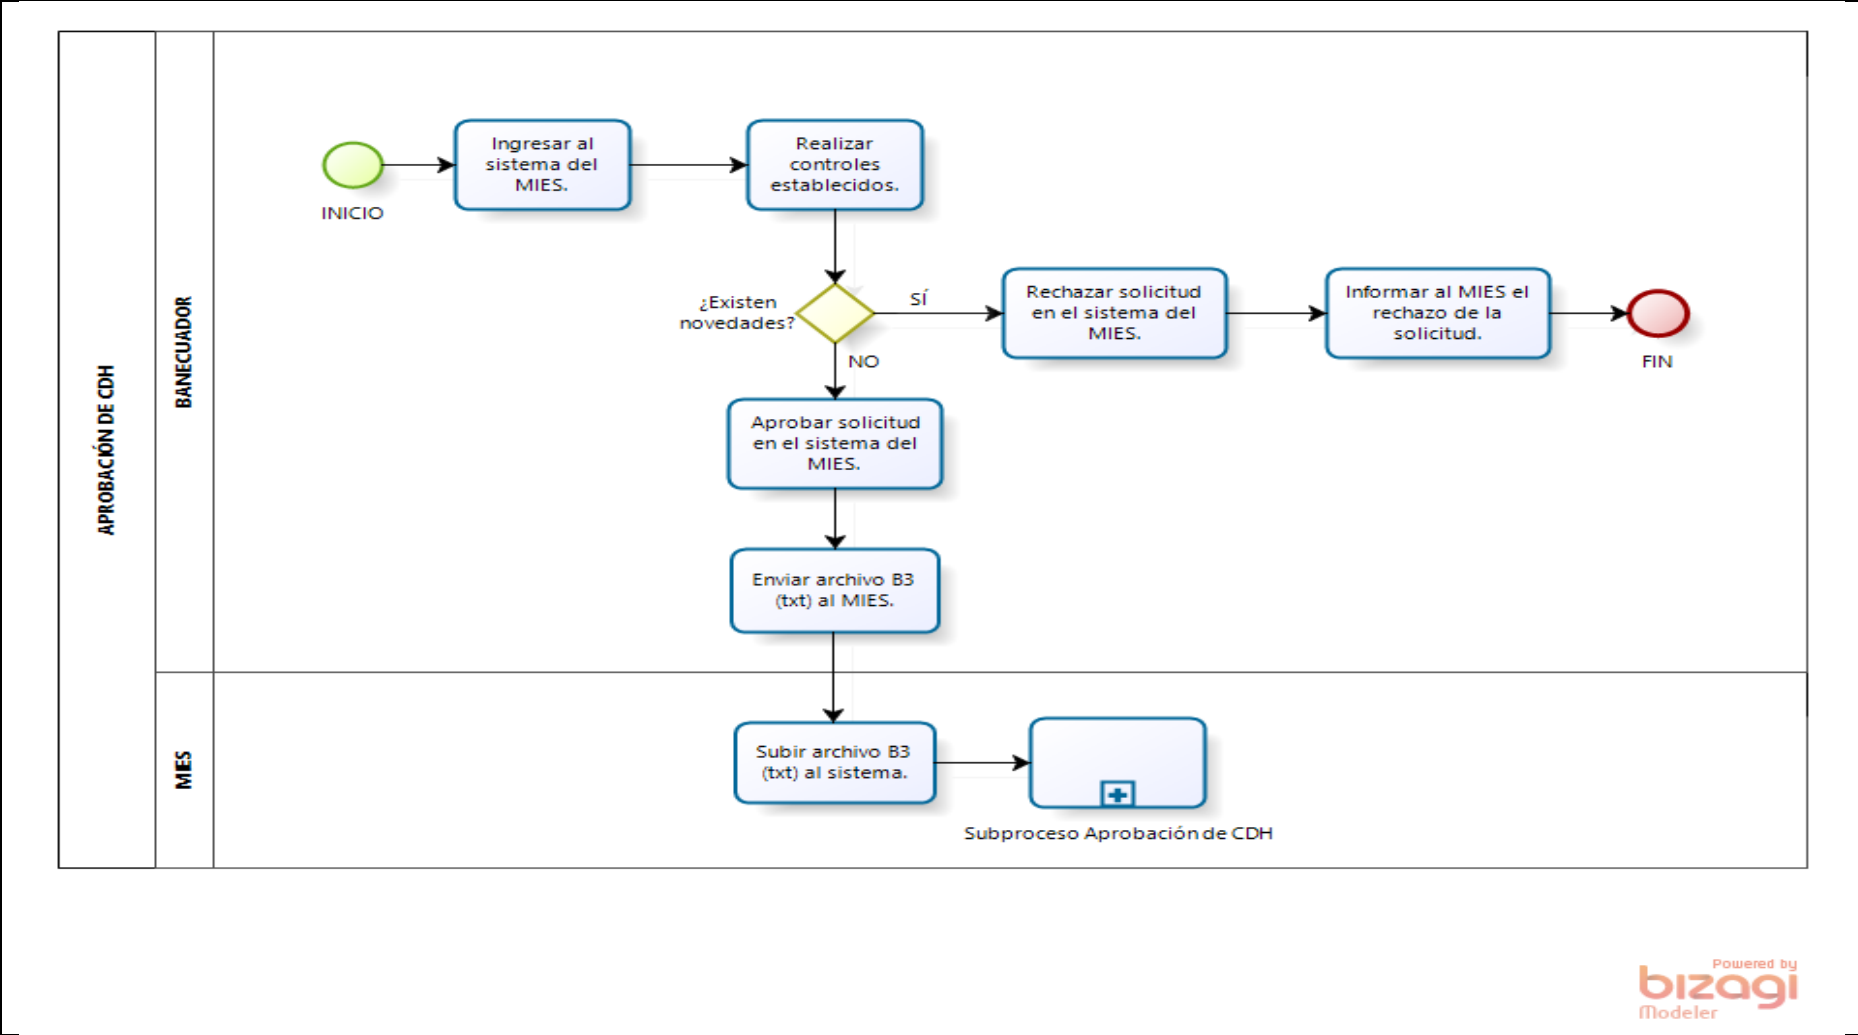 APROBACIÓN DE CDH
BANECUADOR
INICIO
Ingresar al
sistema del
MIES.
Realizar
controles
establecidos.
¿Existen
novedades?
SÍ
NO
Rechazar solicitud
en el sistema del
MIES.
Informar al MIES el
rechazo de la
solicitud.
FIN
Aprobar solicitud
en el sistema del
MIES.
Enviar archivo B3
(txt) al MIES.
MIES
Subir archivo B3
(txt) al sistema.
Subproceso Aprobación de CDH
Powered by
bizagi
Modeler